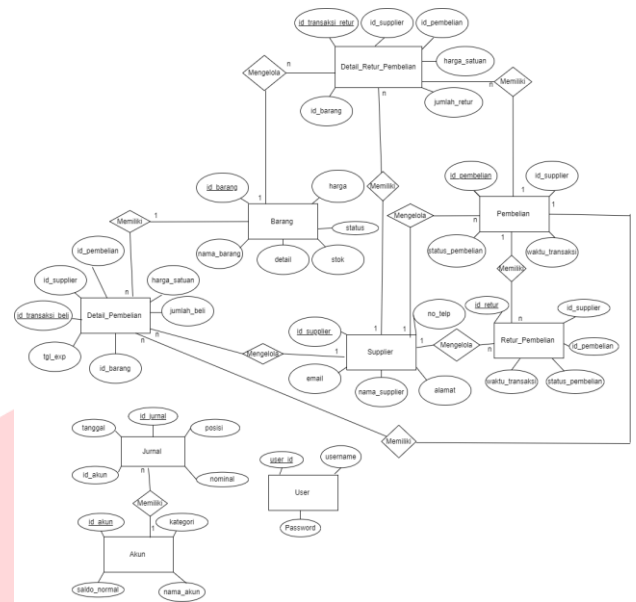 id_transaksi_retur
id_supplier
id_pembelian
Mengelola
n
Detail_Retur_Pembelian
harga_satuan
n
n
Memiliki
id_barang
n
jumlah_retur
id_barang
harga
Memiliki
id_pembelian
id_supplier
1
1
Memiliki
1
Barang
status
Mengelola
n
Pembelian
1
id_pembelian
nama_barang
detail
stok
status_pembelian
1
waktu_transaksi
id_supplier
harga_satuan
n
Memiliki
id_transaksi_beli
Detail_Pembelian
jumlah_beli
no_telp
id_retur
id_supplier
n
n
id_supplier
1
1
n
tgl_exp
id_barang
Mengelola
1
Supplier
1
Mengelola
n
Retur_Pembelian
id_pembelian
email
nama_supplier
alamat
waktu_transaksi
status_pembelian
id_jurnal
tanggal
posisi
Memiliki
1
Jurnal
user_id
username
id_akun
n
nominal
User
Memiliki
id_akun
1
kategori
Password
Akun
saldo_normal
nama_akun